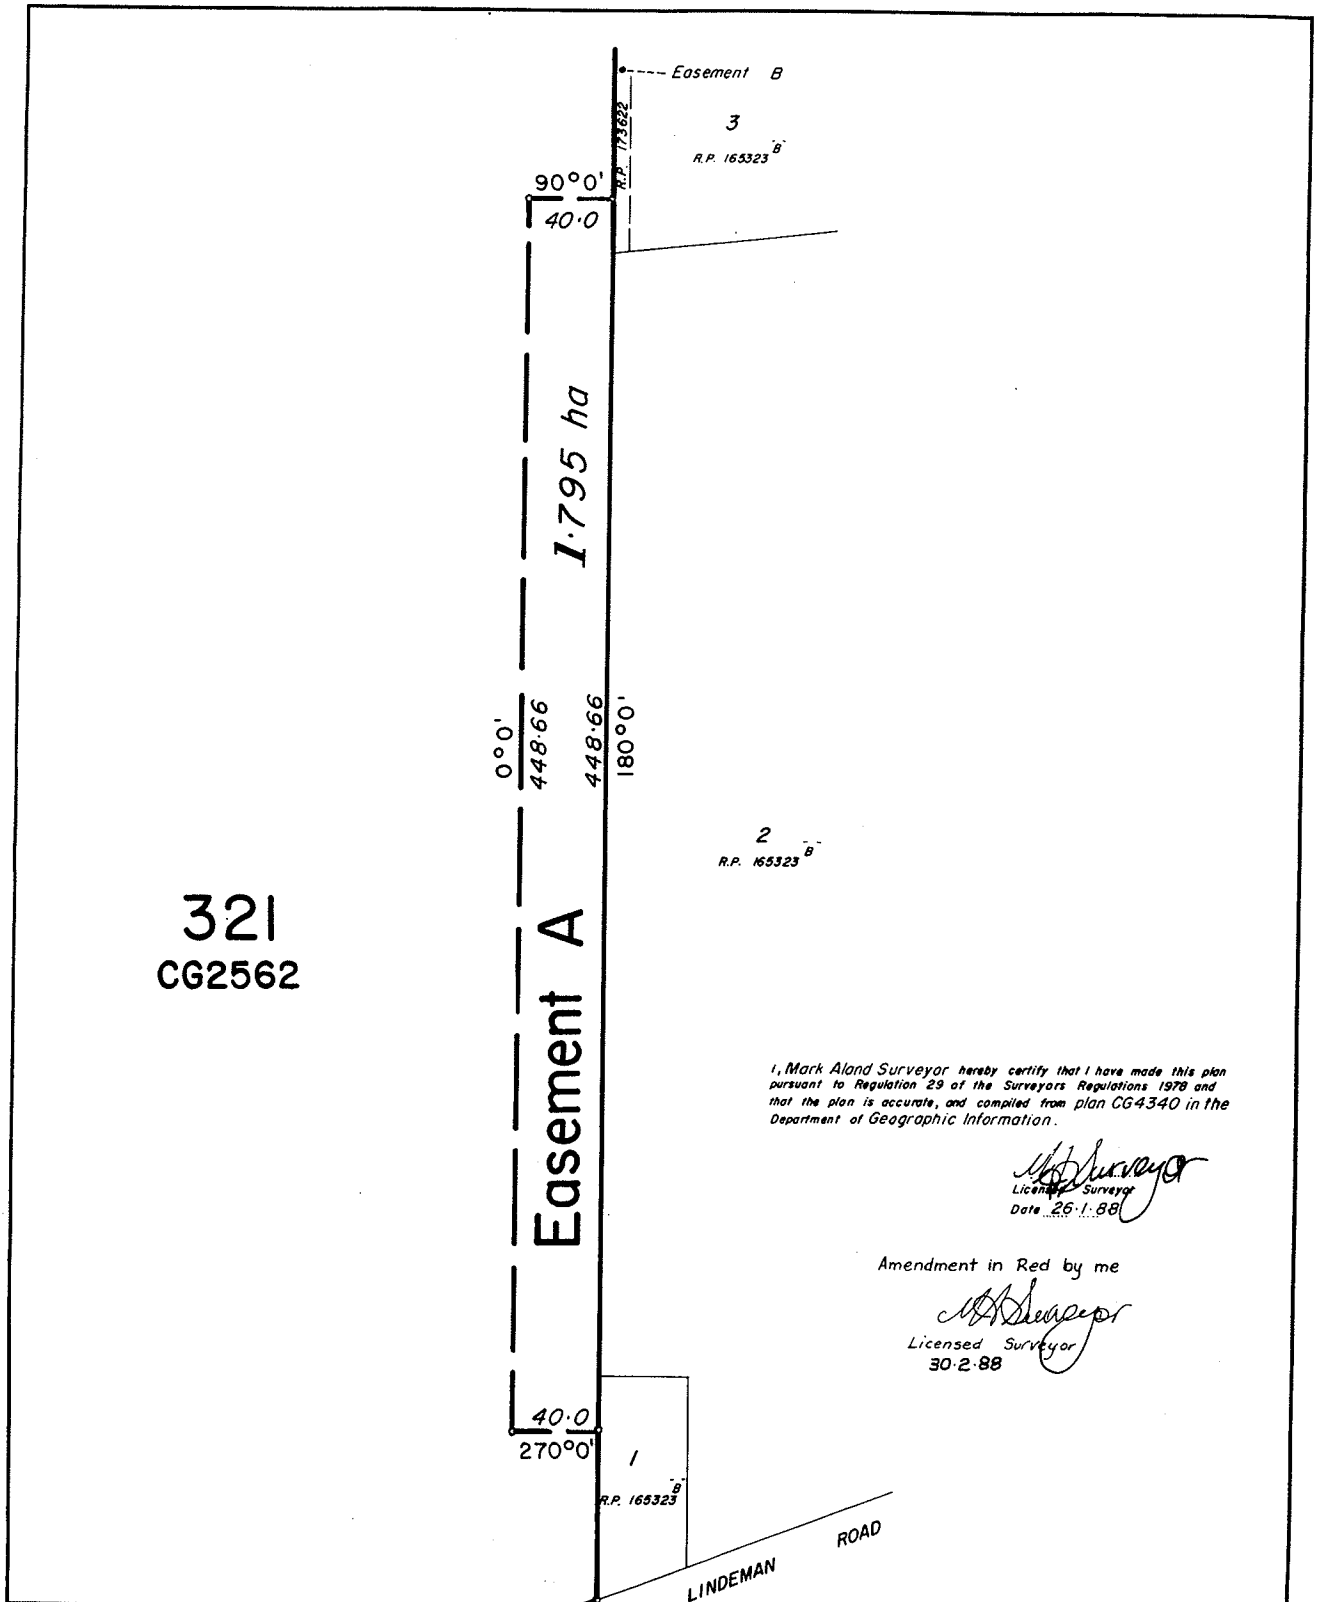 Easement B
3
R.P. 165323 B
R.P. 173622
90°0'
40·0
1·795 ha
0°0'
448·66
448·66
180°0'
2
R.P. 165323 B
321
CG2562
Easement A
I, Mark Aland Surveyor hereby certify that I have made this plan
pursuant to Regulation 29 of the Surveyors Regulations 1978 and
that the plan is accurate, and compiled from plan CG4340 in the
Department of Geographic Information.
MA Surveyor
Licensed Surveyor
Date 26·1·88
Amendment in Red by me
MA Surveyor
Licensed Surveyor
30·2·88
40·0
270°0'
1
R.P. 165323 B
LINDEMAN ROAD